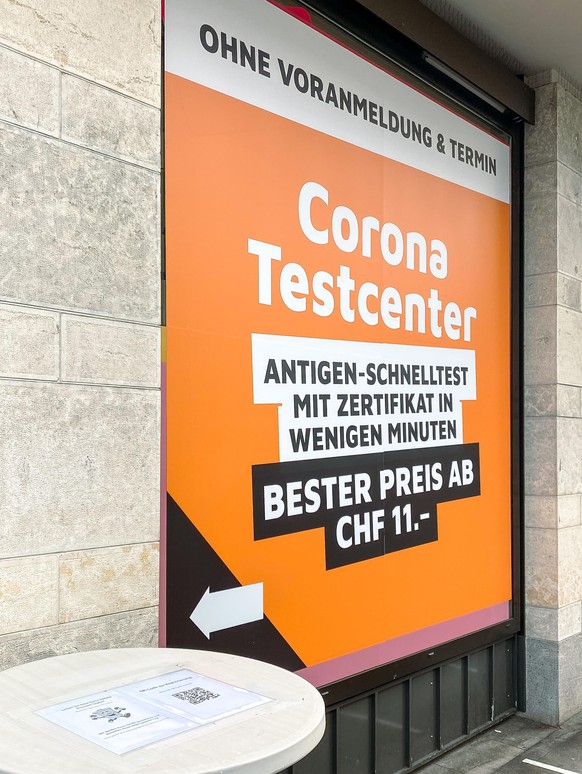 OHNE VORANMELDUNG & TERMIN
Corona
Testcenter
ANTIGEN-SCHNELLTEST
MIT ZERTIFIKAT IN
WENIGEN MINUTEN
BESTER PREIS AB
CHF 11.–